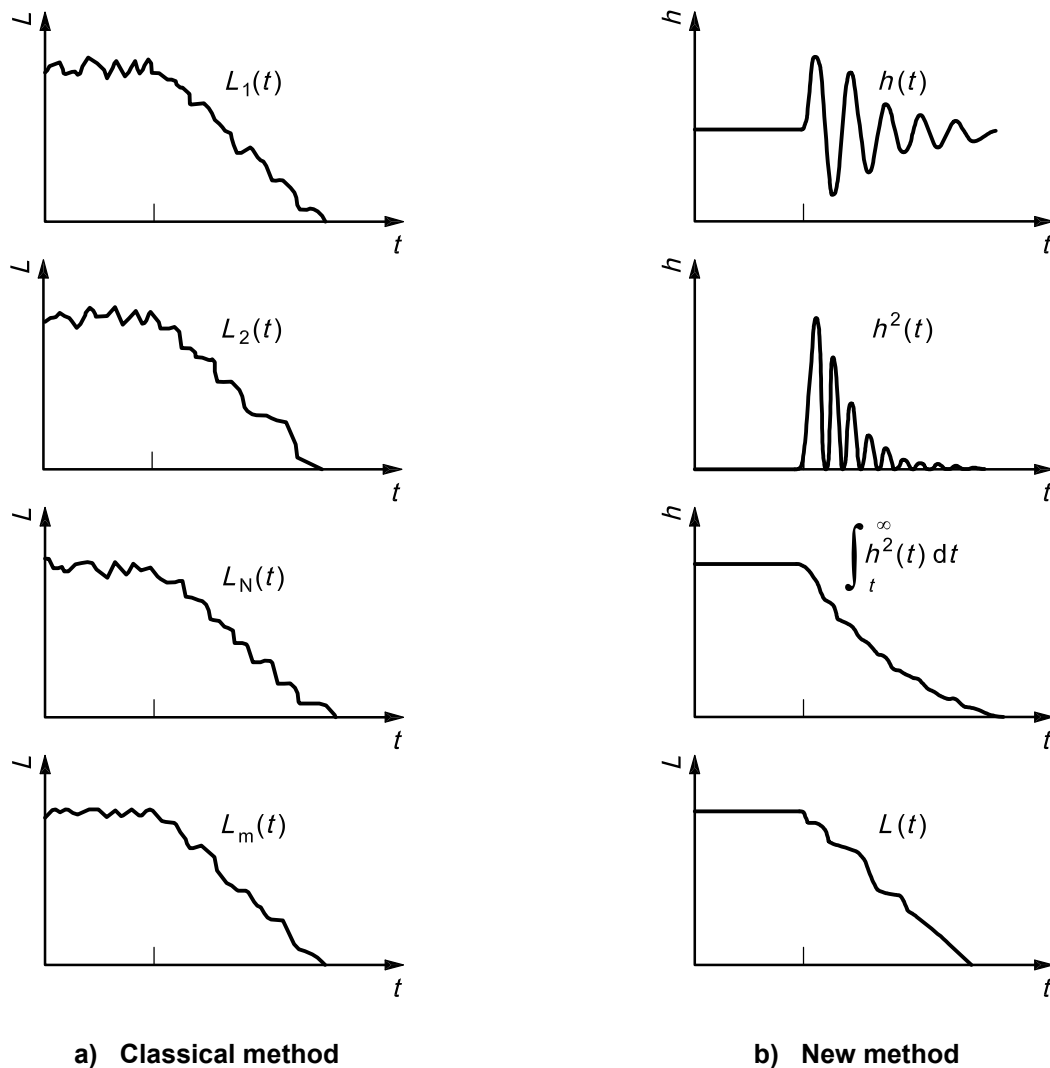 L
L₁(t)
t
L
L₂(t)
t
L
L_N(t)
t
L
L_m(t)
t
a) Classical method
h
h(t)
t
h
h²(t)
t
h
∫_t^∞ h²(t) dt
t
L
L(t)
t
b) New method